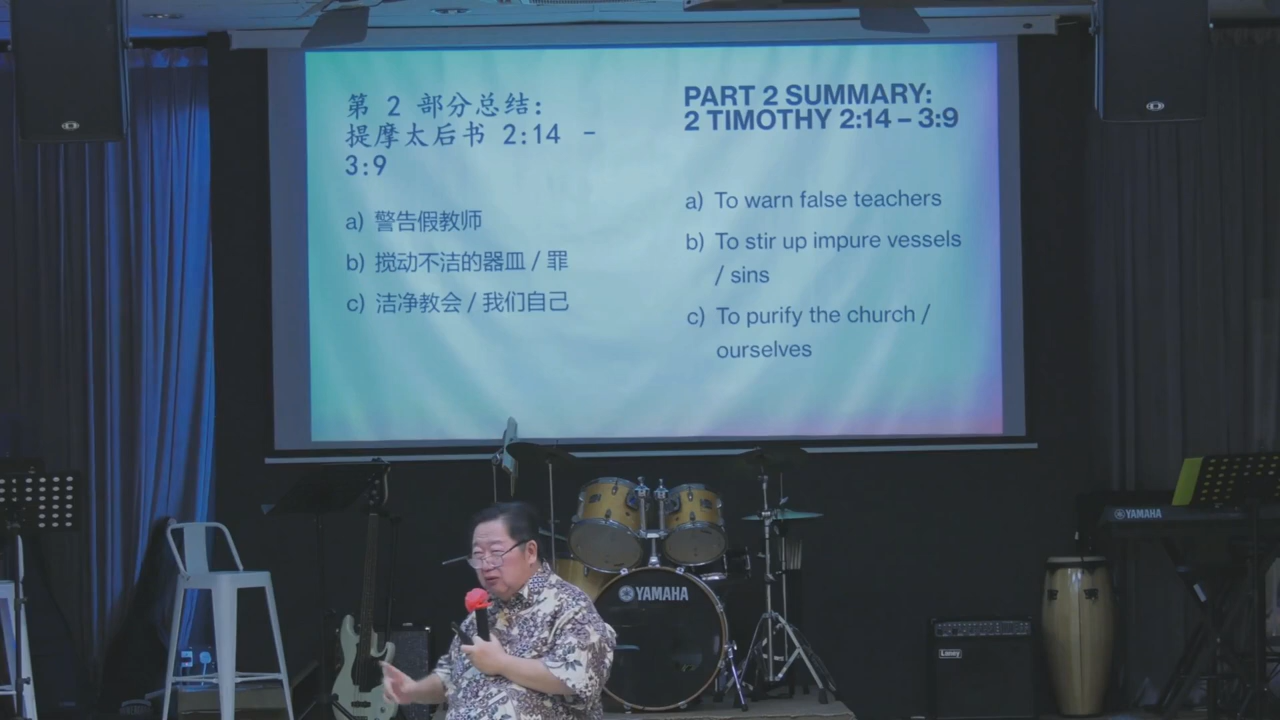 第 2 部分总结:
提摩太后书 2:14 –
3:9
a) 警告假教师
b) 搅动不洁的器皿 / 罪
c) 洁净教会 / 我们自己
PART 2 SUMMARY:
2 TIMOTHY 2:14 – 3:9
a) To warn false teachers
b) To stir up impure vessels
/ sins
c) To purify the church /
ourselves
YAMAHA
YAMAHA
Laney